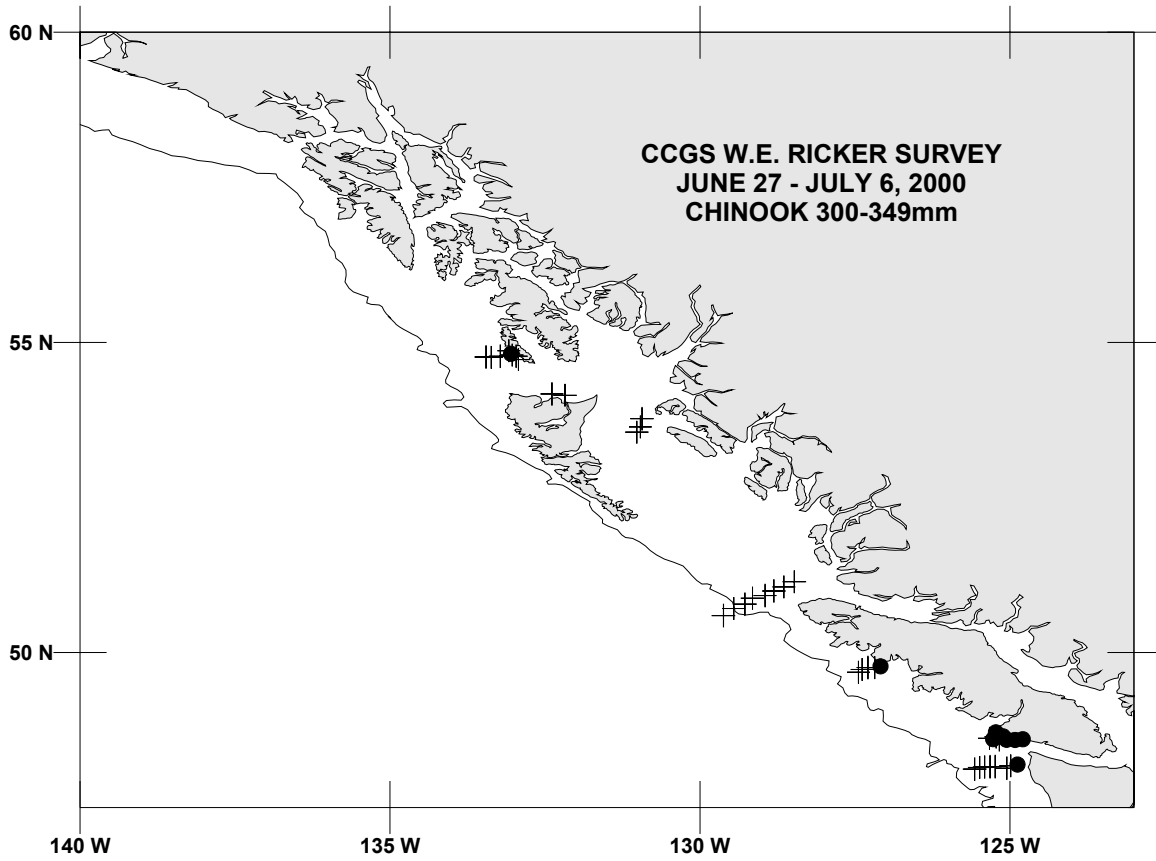 60 N
CCGS W.E. RICKER SURVEY
JUNE 27 - JULY 6, 2000
CHINOOK 300-349mm
55 N
50 N
140 W
135 W
130 W
125 W